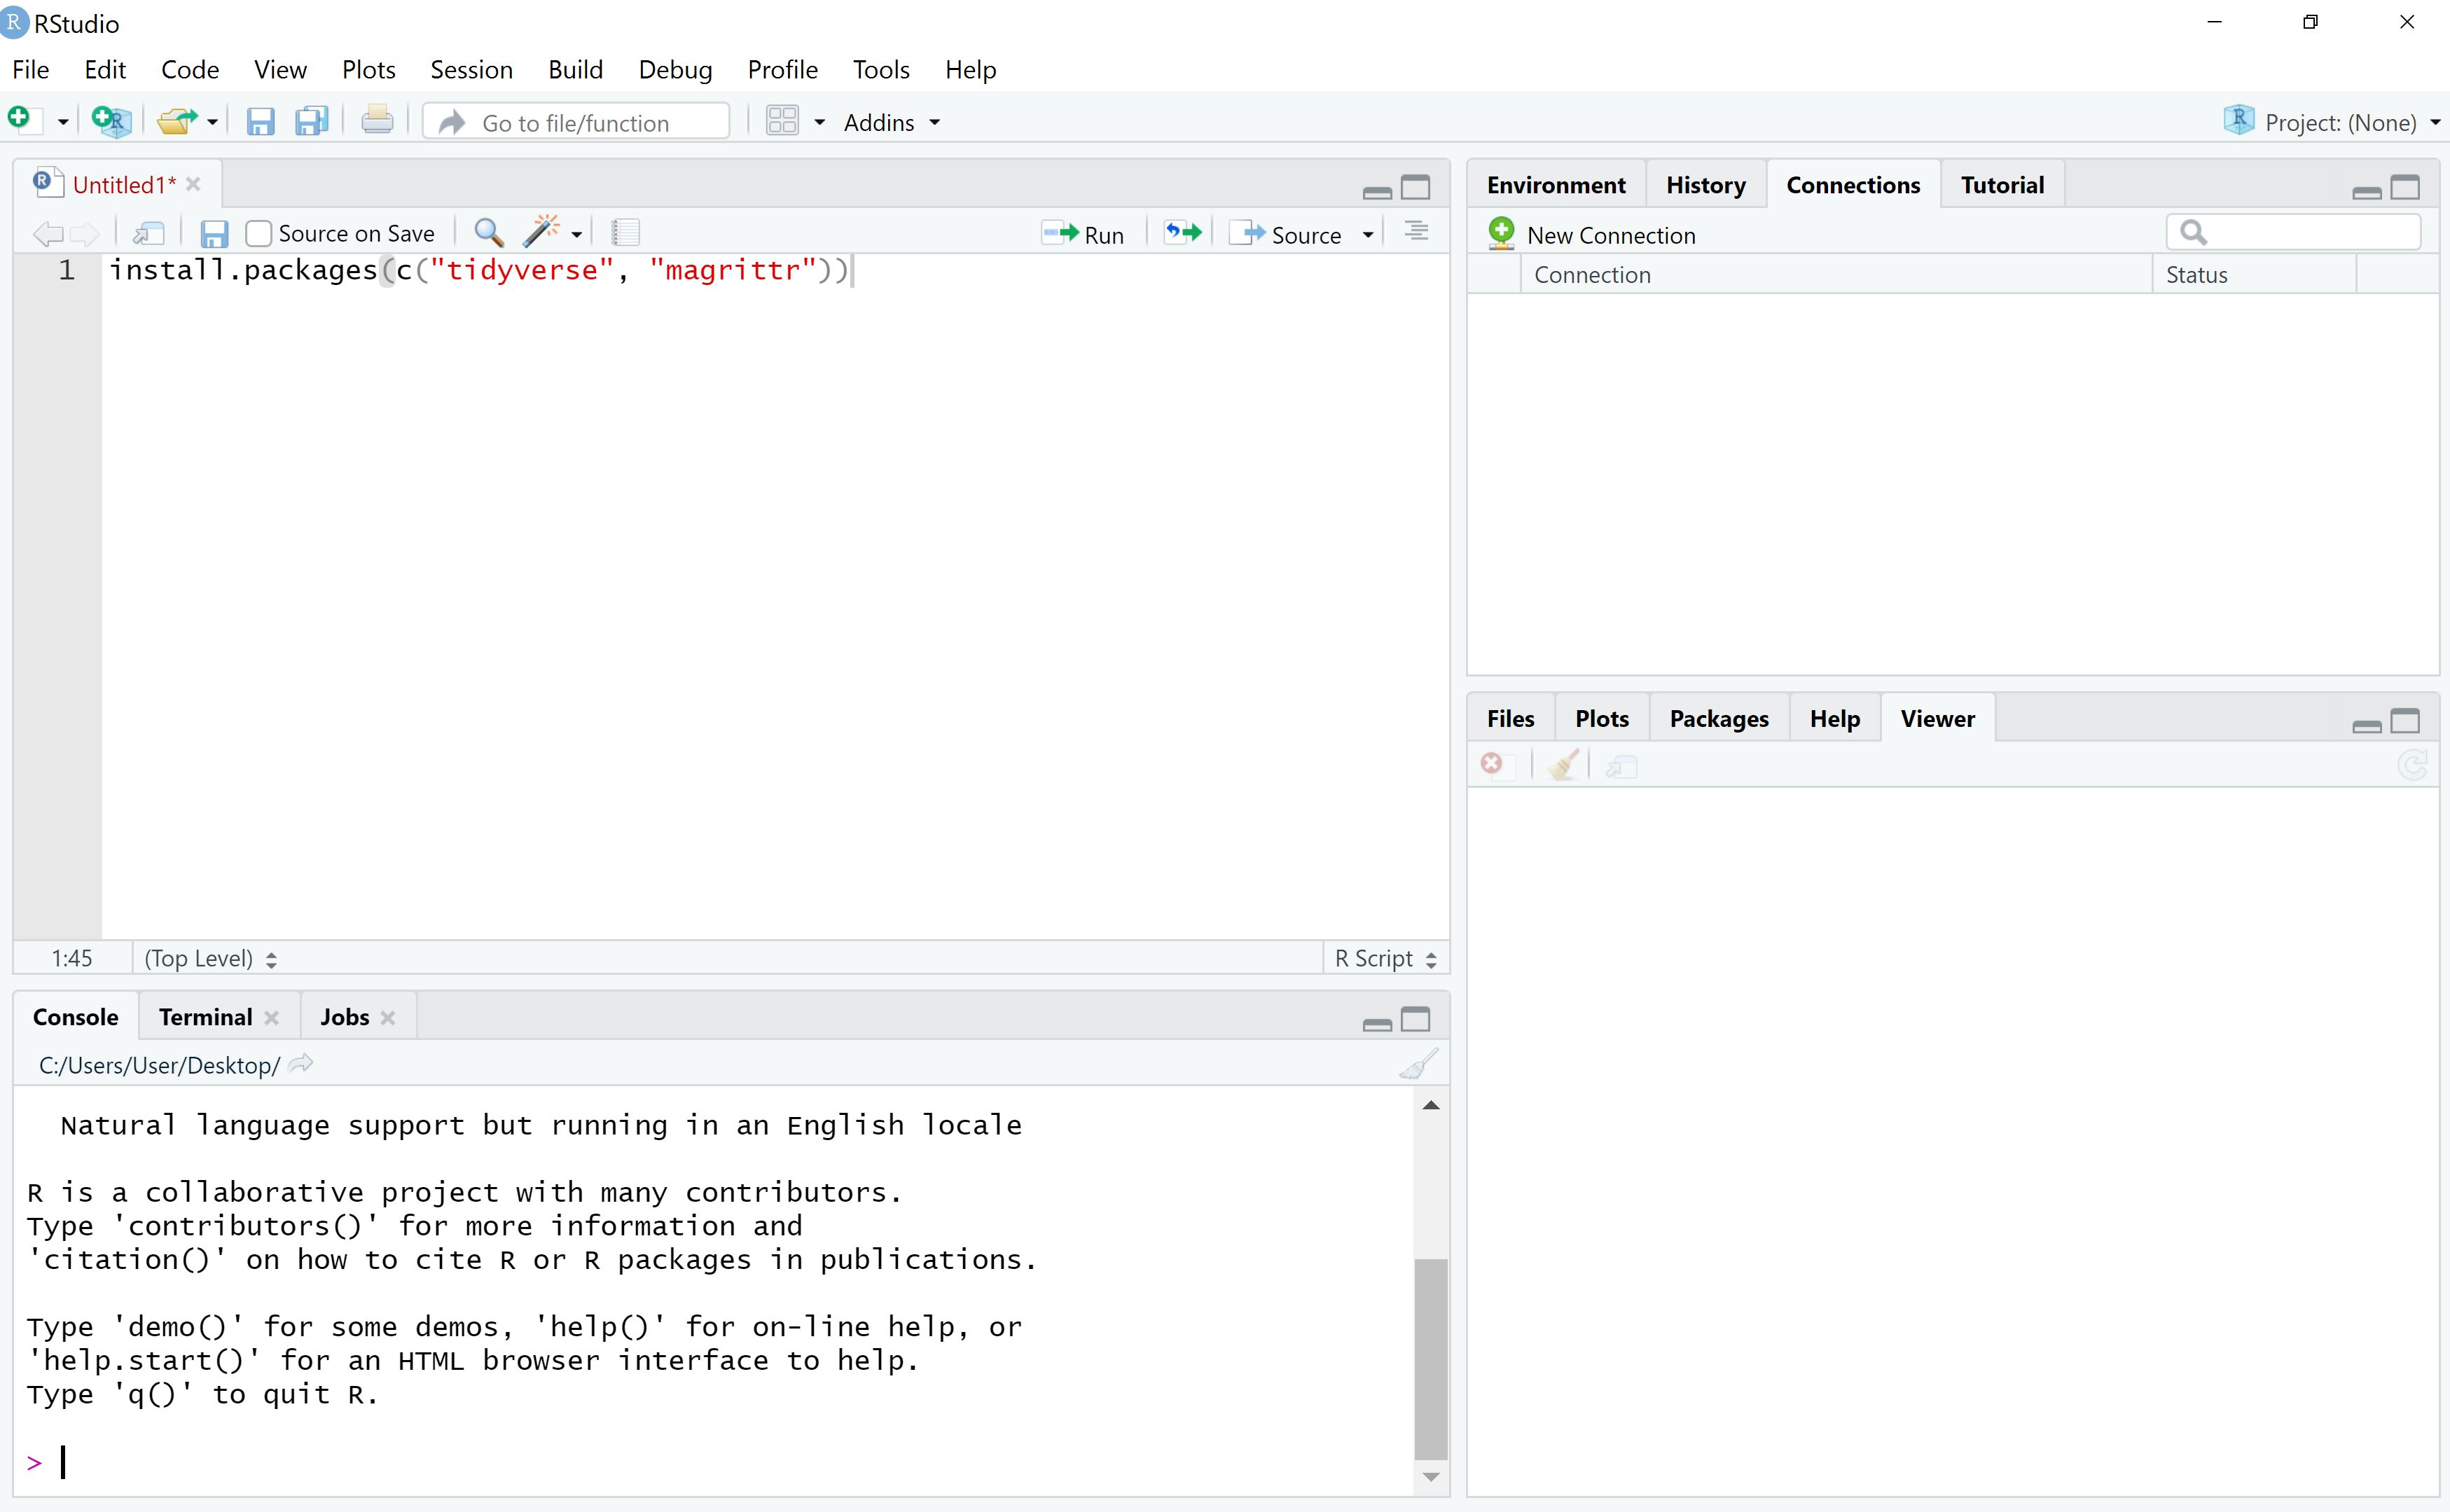 R RStudio
File Edit Code View Plots Session Build Debug Profile Tools Help
R Go to file/function Addins R Project: (None)
R Untitled1*
Source on Save Run Source
1 install.packages(c("tidyverse", "magrittr"))
1:45 (Top Level) R Script
Console Terminal Jobs
C:/Users/User/Desktop/
Natural language support but running in an English locale
R is a collaborative project with many contributors.
Type 'contributors()' for more information and
'citation()' on how to cite R or R packages in publications.
Type 'demo()' for some demos, 'help()' for on-line help, or
'help.start()' for an HTML browser interface to help.
Type 'q()' to quit R.
>
Environment History Connections Tutorial
New Connection
Connection Status
Files Plots Packages Help Viewer